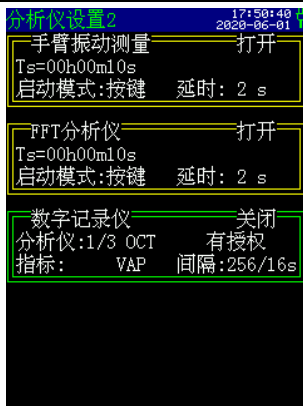 分析仪设置2 17:50:40
2020-06-01
手臂振动测量 打开
Ts=00h00m10s
启动模式:按键 延时: 2 s
FFT分析仪 打开
Ts=00h00m10s
启动模式:按键 延时: 2 s
数字记录仪 关闭
分析仪:1/3 OCT 有授权
指标: VAP 间隔:256/16s